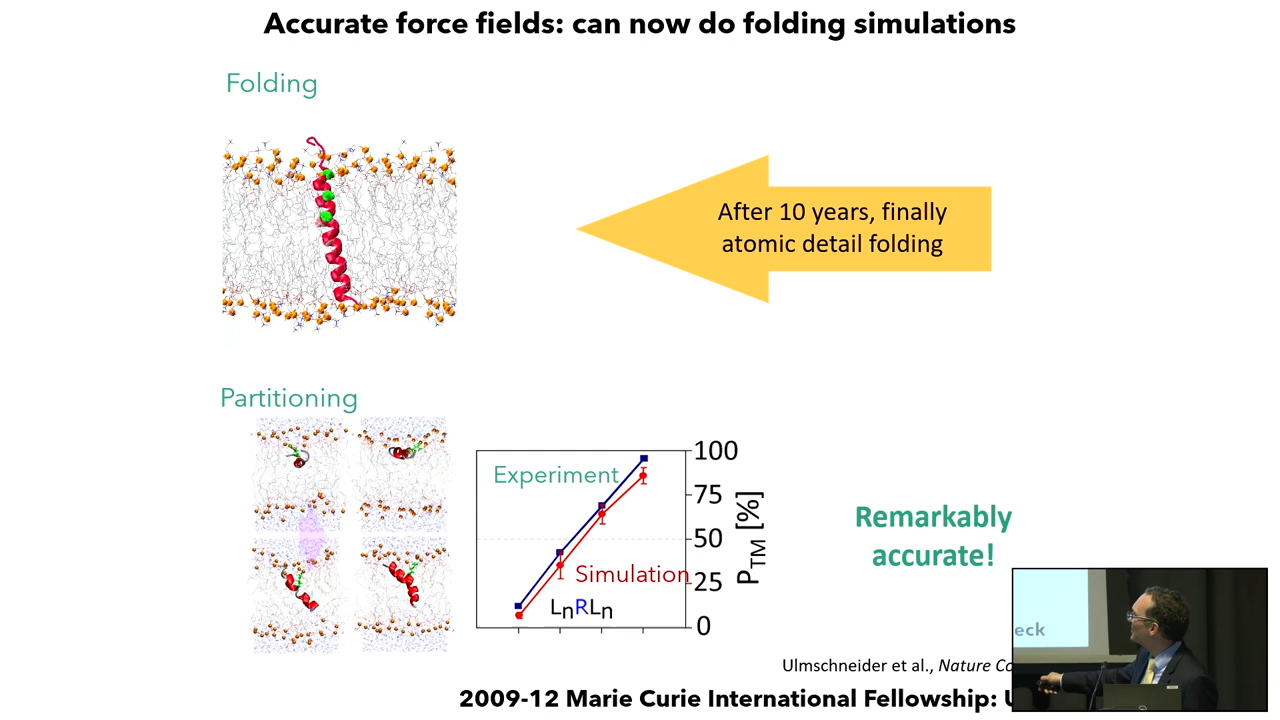 Accurate force fields: can now do folding simulations
Folding
After 10 years, finally
atomic detail folding
Partitioning
Experiment
Simulation
LnRLn
100
75
50
25
0
PTM [%]
Remarkably
accurate!
eck
Ulmschneider et al., Nature
2009-12 Marie Curie International Fellowship: